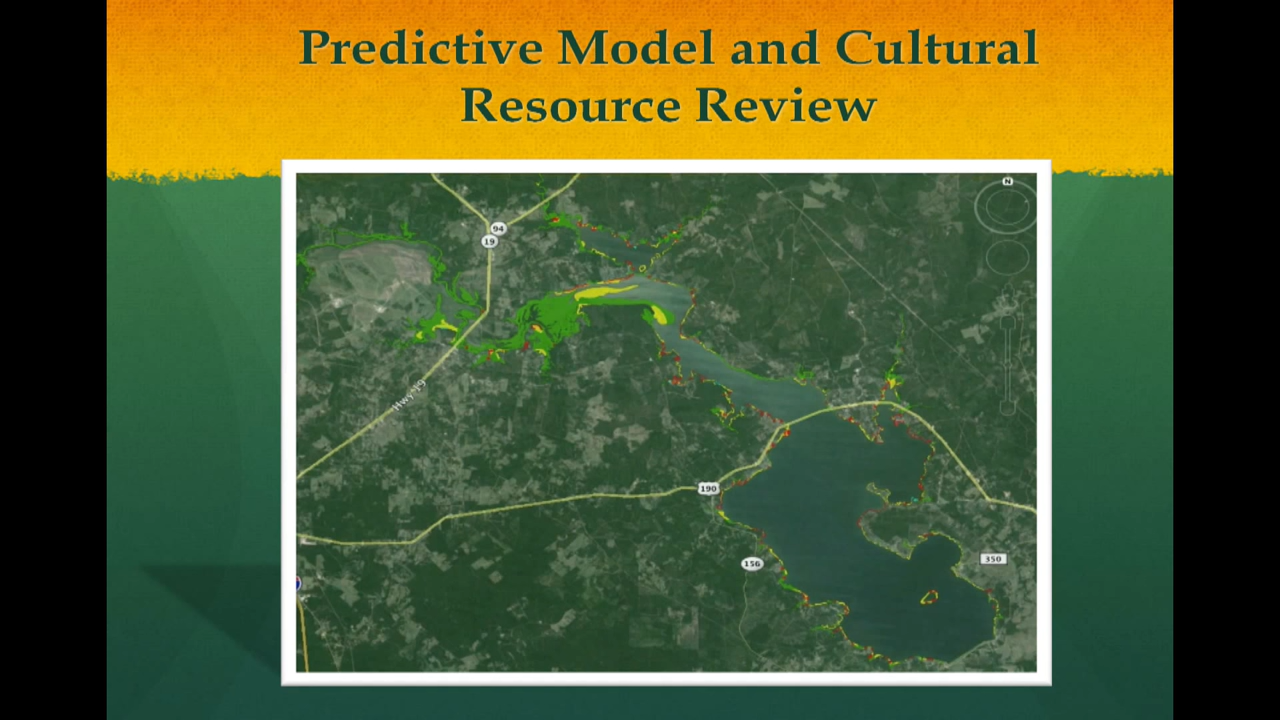 Predictive Model and Cultural
Resource Review
N
94
19
Hwy 19
190
156
350